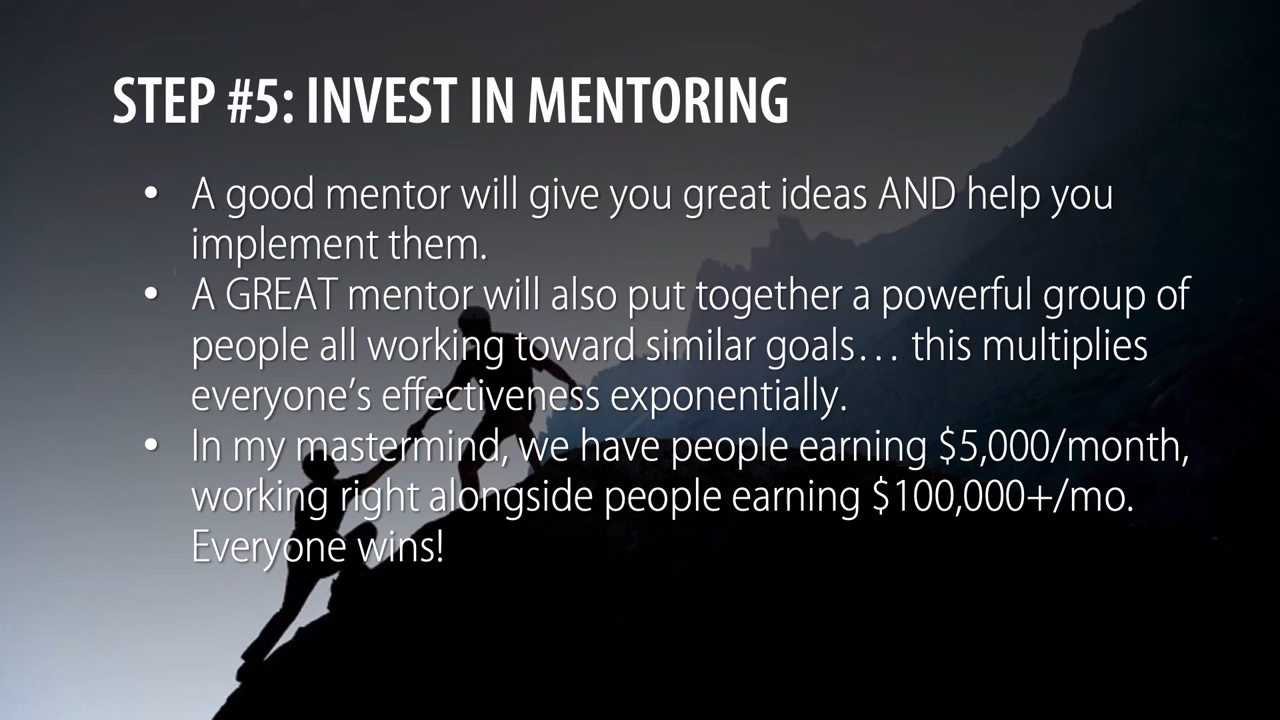 STEP #5: INVEST IN MENTORING
• A good mentor will give you great ideas AND help you
implement them.
• A GREAT mentor will also put together a powerful group of
people all working toward similar goals… this multiplies
everyone’s effectiveness exponentially.
• In my mastermind, we have people earning $5,000/month,
working right alongside people earning $100,000+/mo.
Everyone wins!